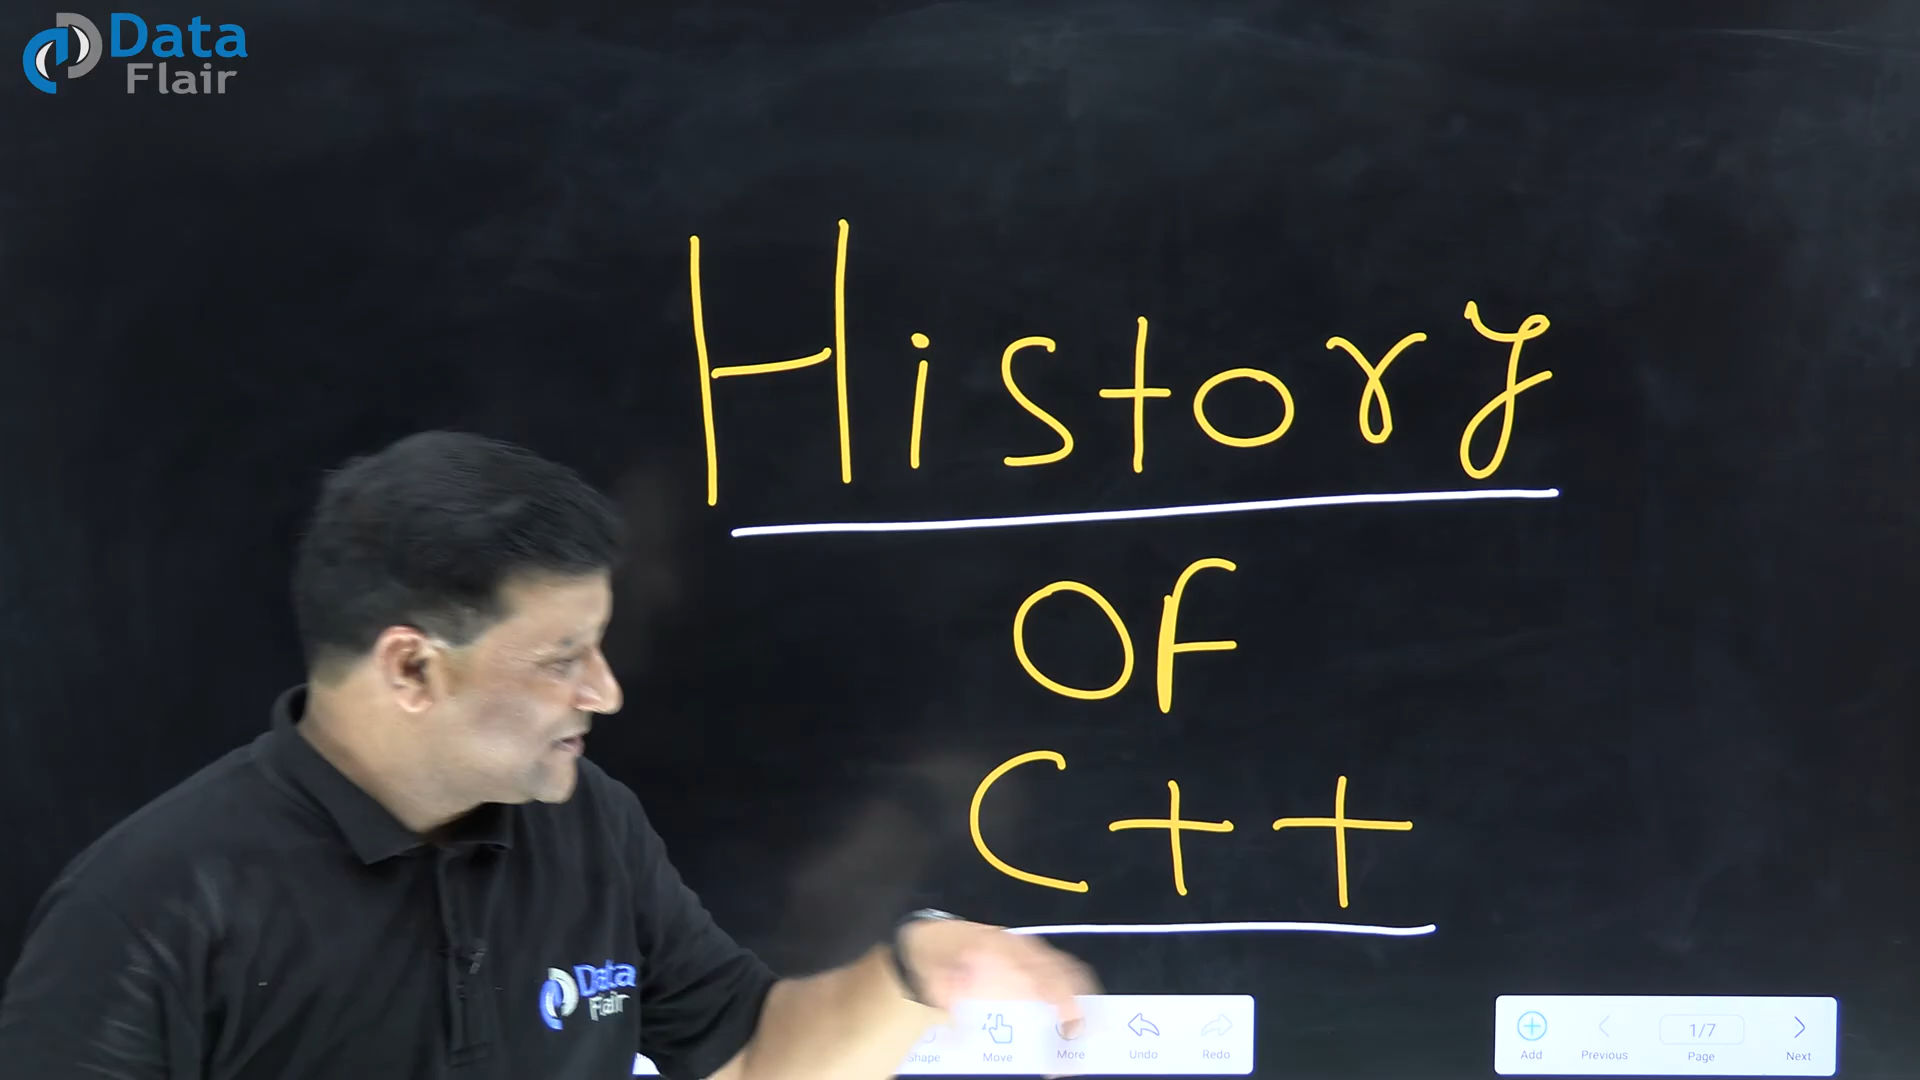 Data
Flair
History
OF
C++
Data
Flair
Shape
Move
More
Undo
Redo
Add
Previous
1/7
Page
Next